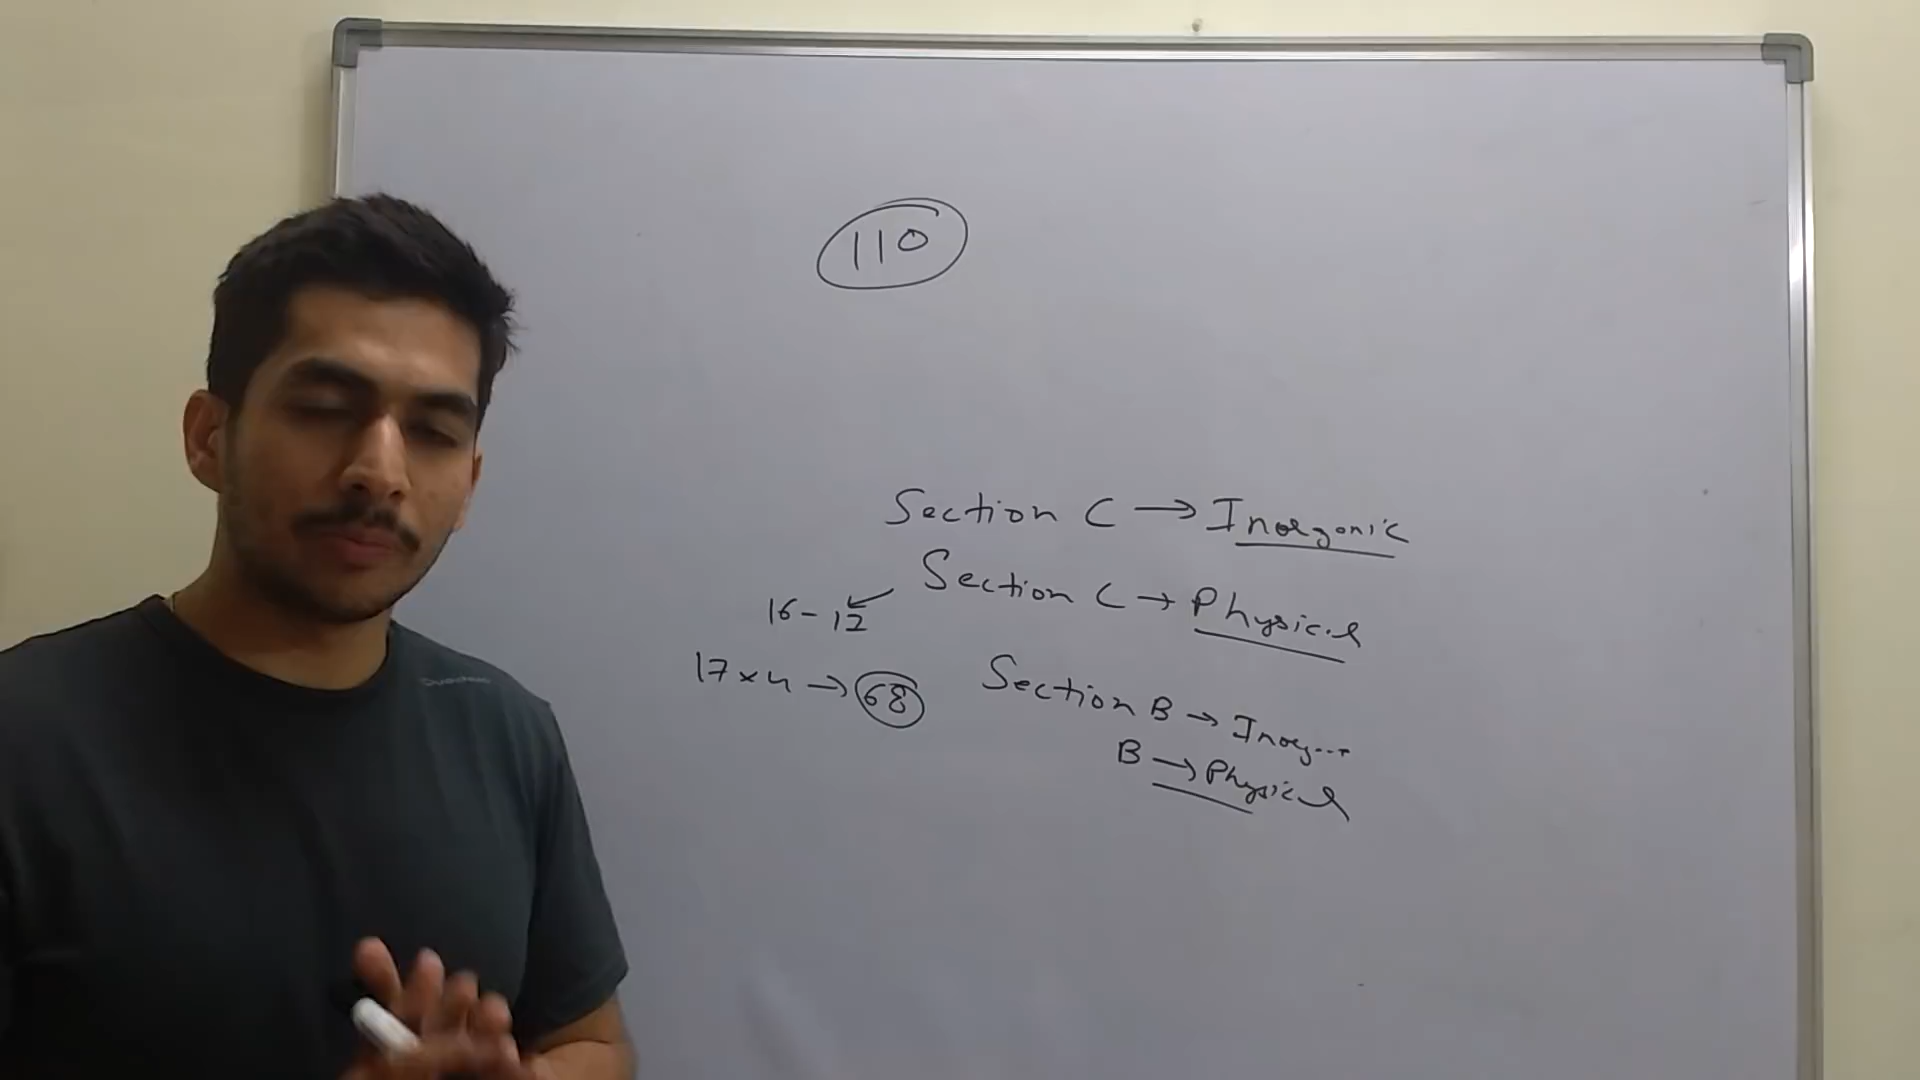 110
Section C → Inorganic
Section C → Physical
16-12
17×4 → 68
Section B → Inorg...
B → Physical